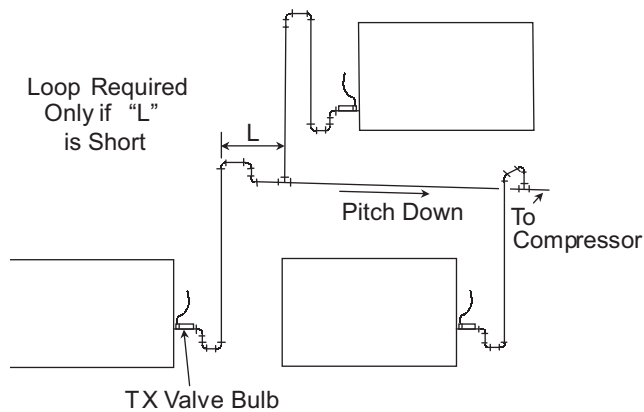 Loop Required
Only if “L”
is Short
L
Pitch Down
To
Compressor
TX Valve Bulb